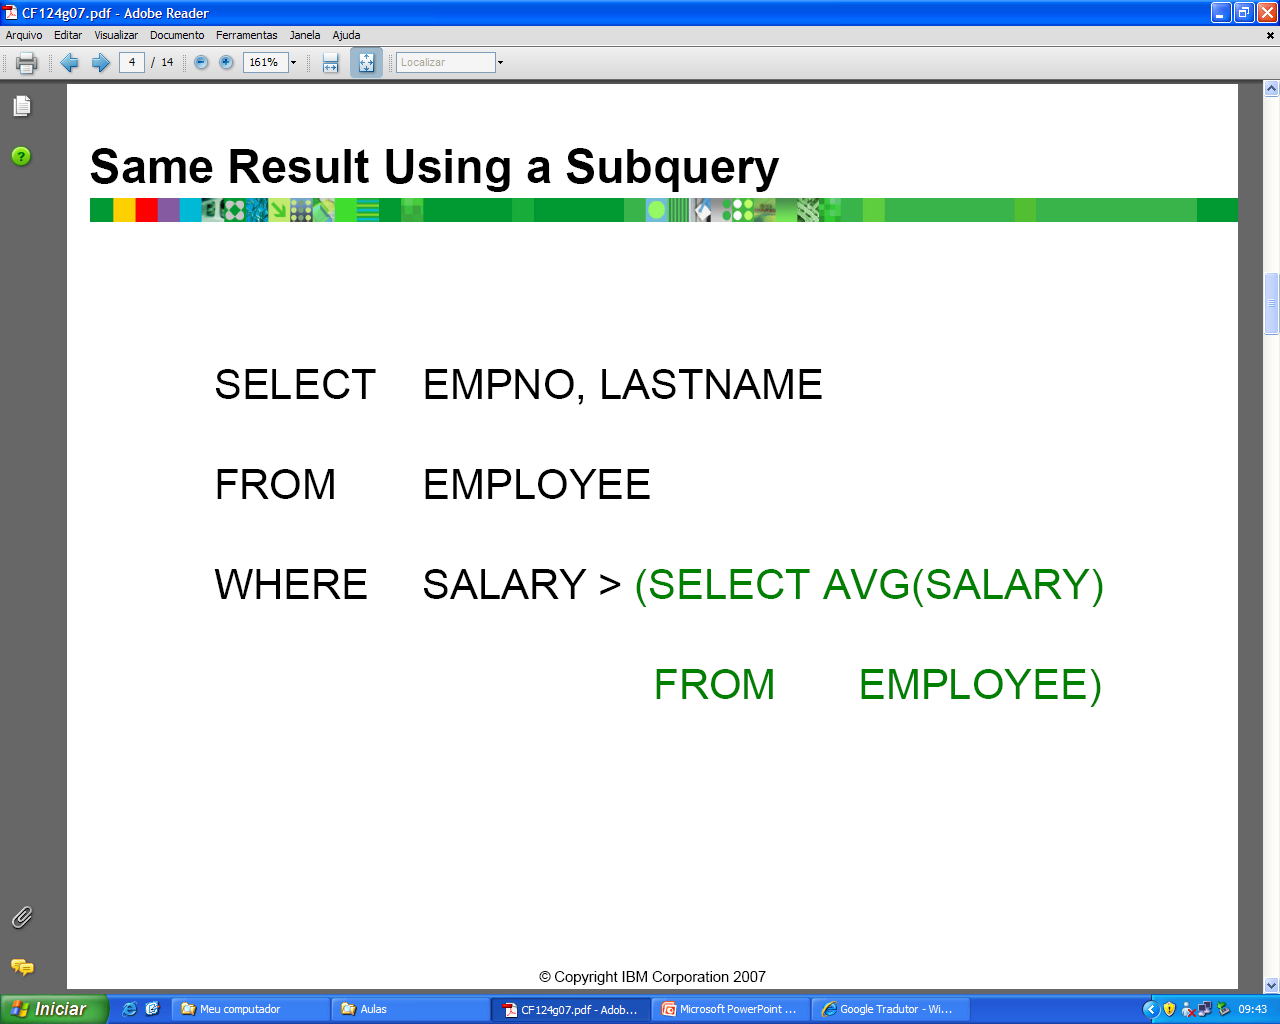 CF124g07.pdf - Adobe Reader
Arquivo Editar Visualizar Documento Ferramentas Janela Ajuda
4 / 14 161% Localizar
Same Result Using a Subquery
SELECT EMPNO, LASTNAME
FROM EMPLOYEE
WHERE SALARY > (SELECT AVG(SALARY)
FROM EMPLOYEE)
© Copyright IBM Corporation 2007
Iniciar Meu computador Aulas CF124g07.pdf - Adob... Microsoft PowerPoint ... Google Tradutor - Wi... 09:43